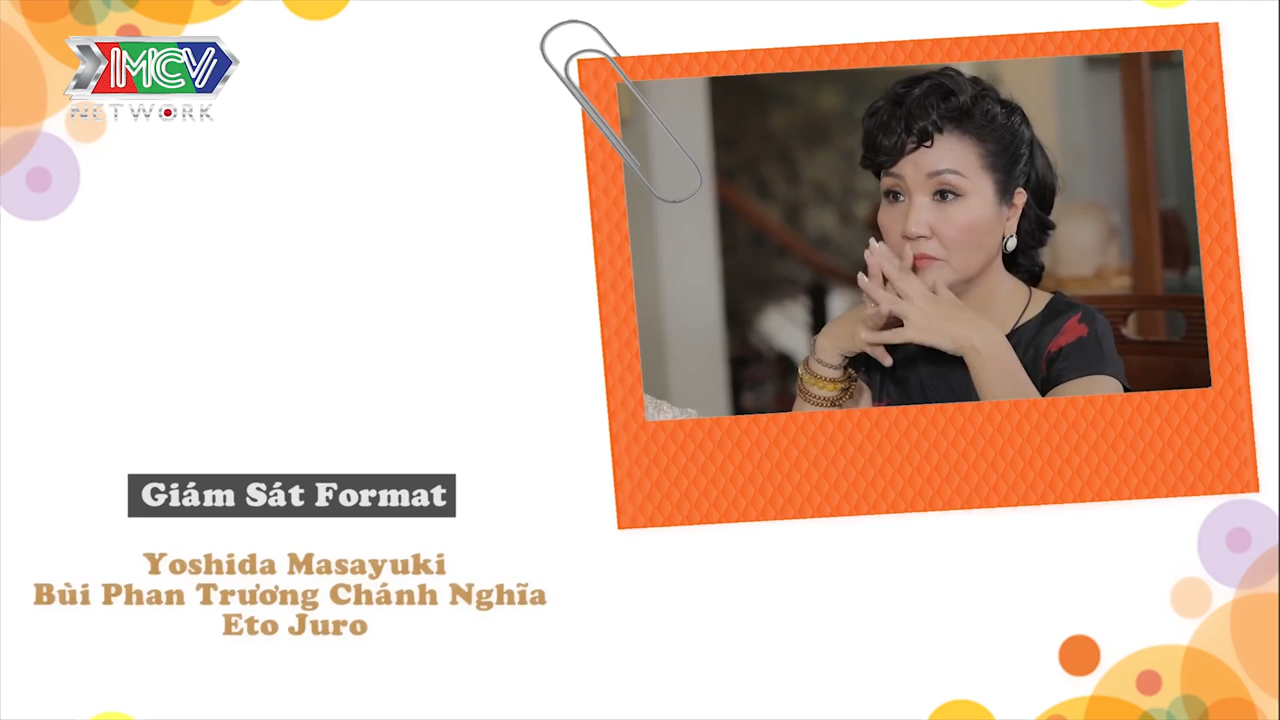 MCV
NETWORK
Giám Sát Format
Yoshida Masayuki
Bùi Phan Trương Chánh Nghĩa
Eto Juro